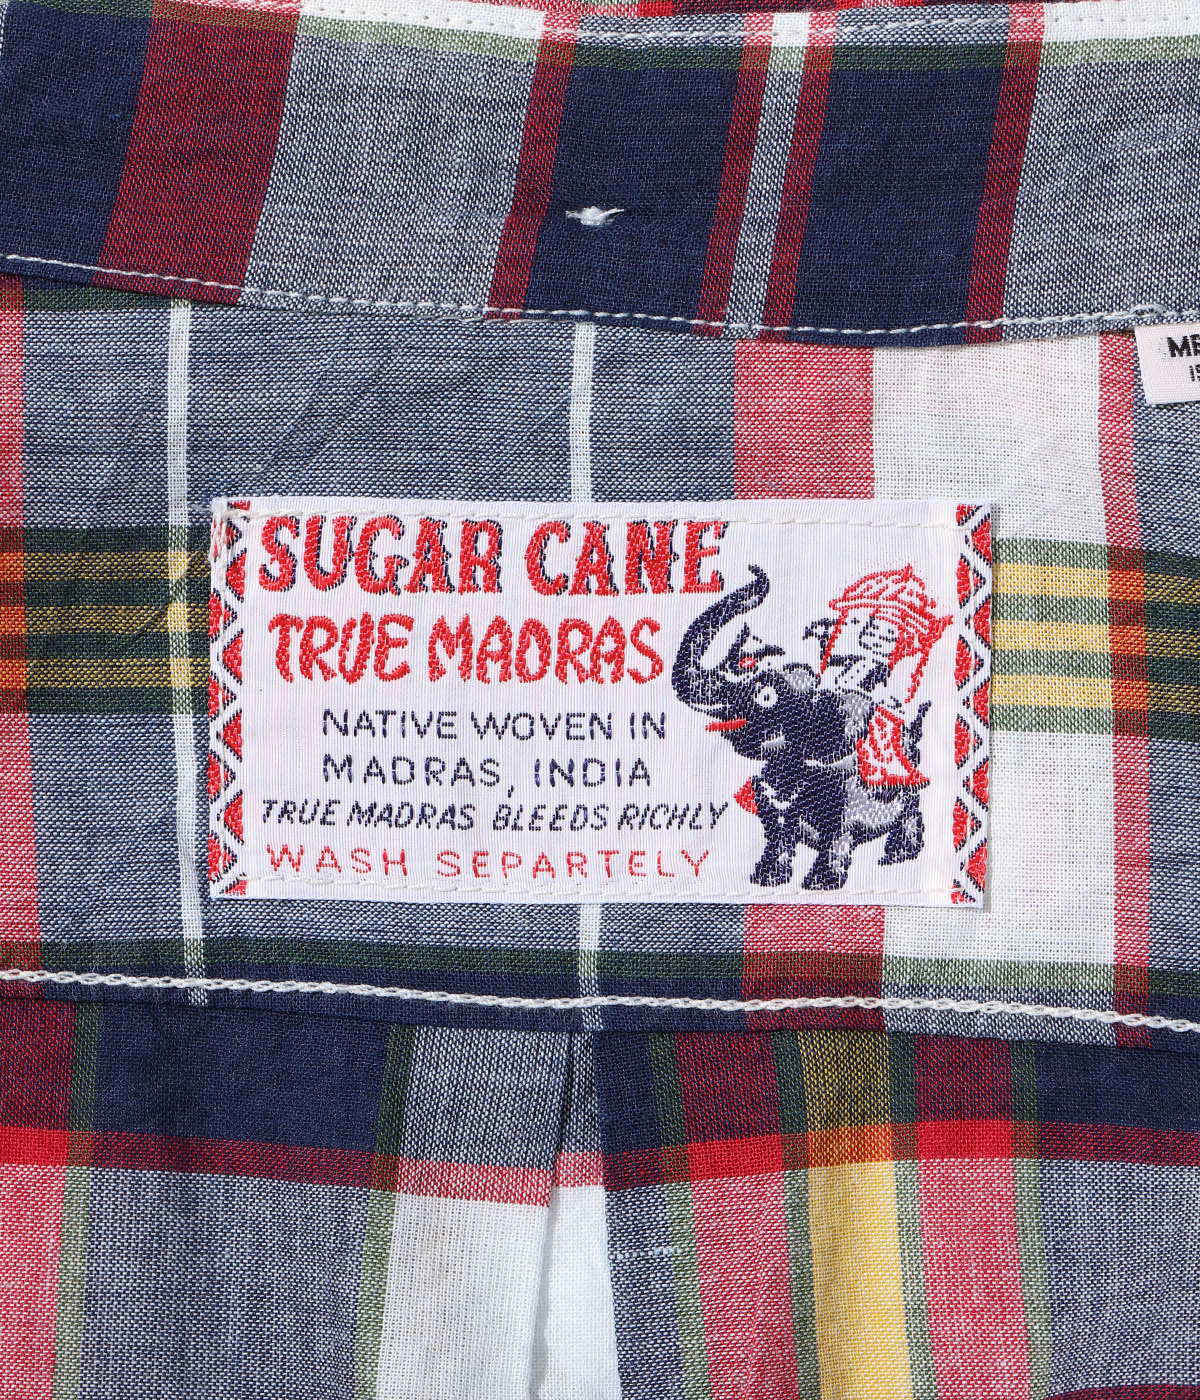 SUGAR CANE
TRUE MADRAS
NATIVE WOVEN IN
MADRAS, INDIA
TRUE MADRAS BLEEDS RICHLY
WASH SEPARTELY